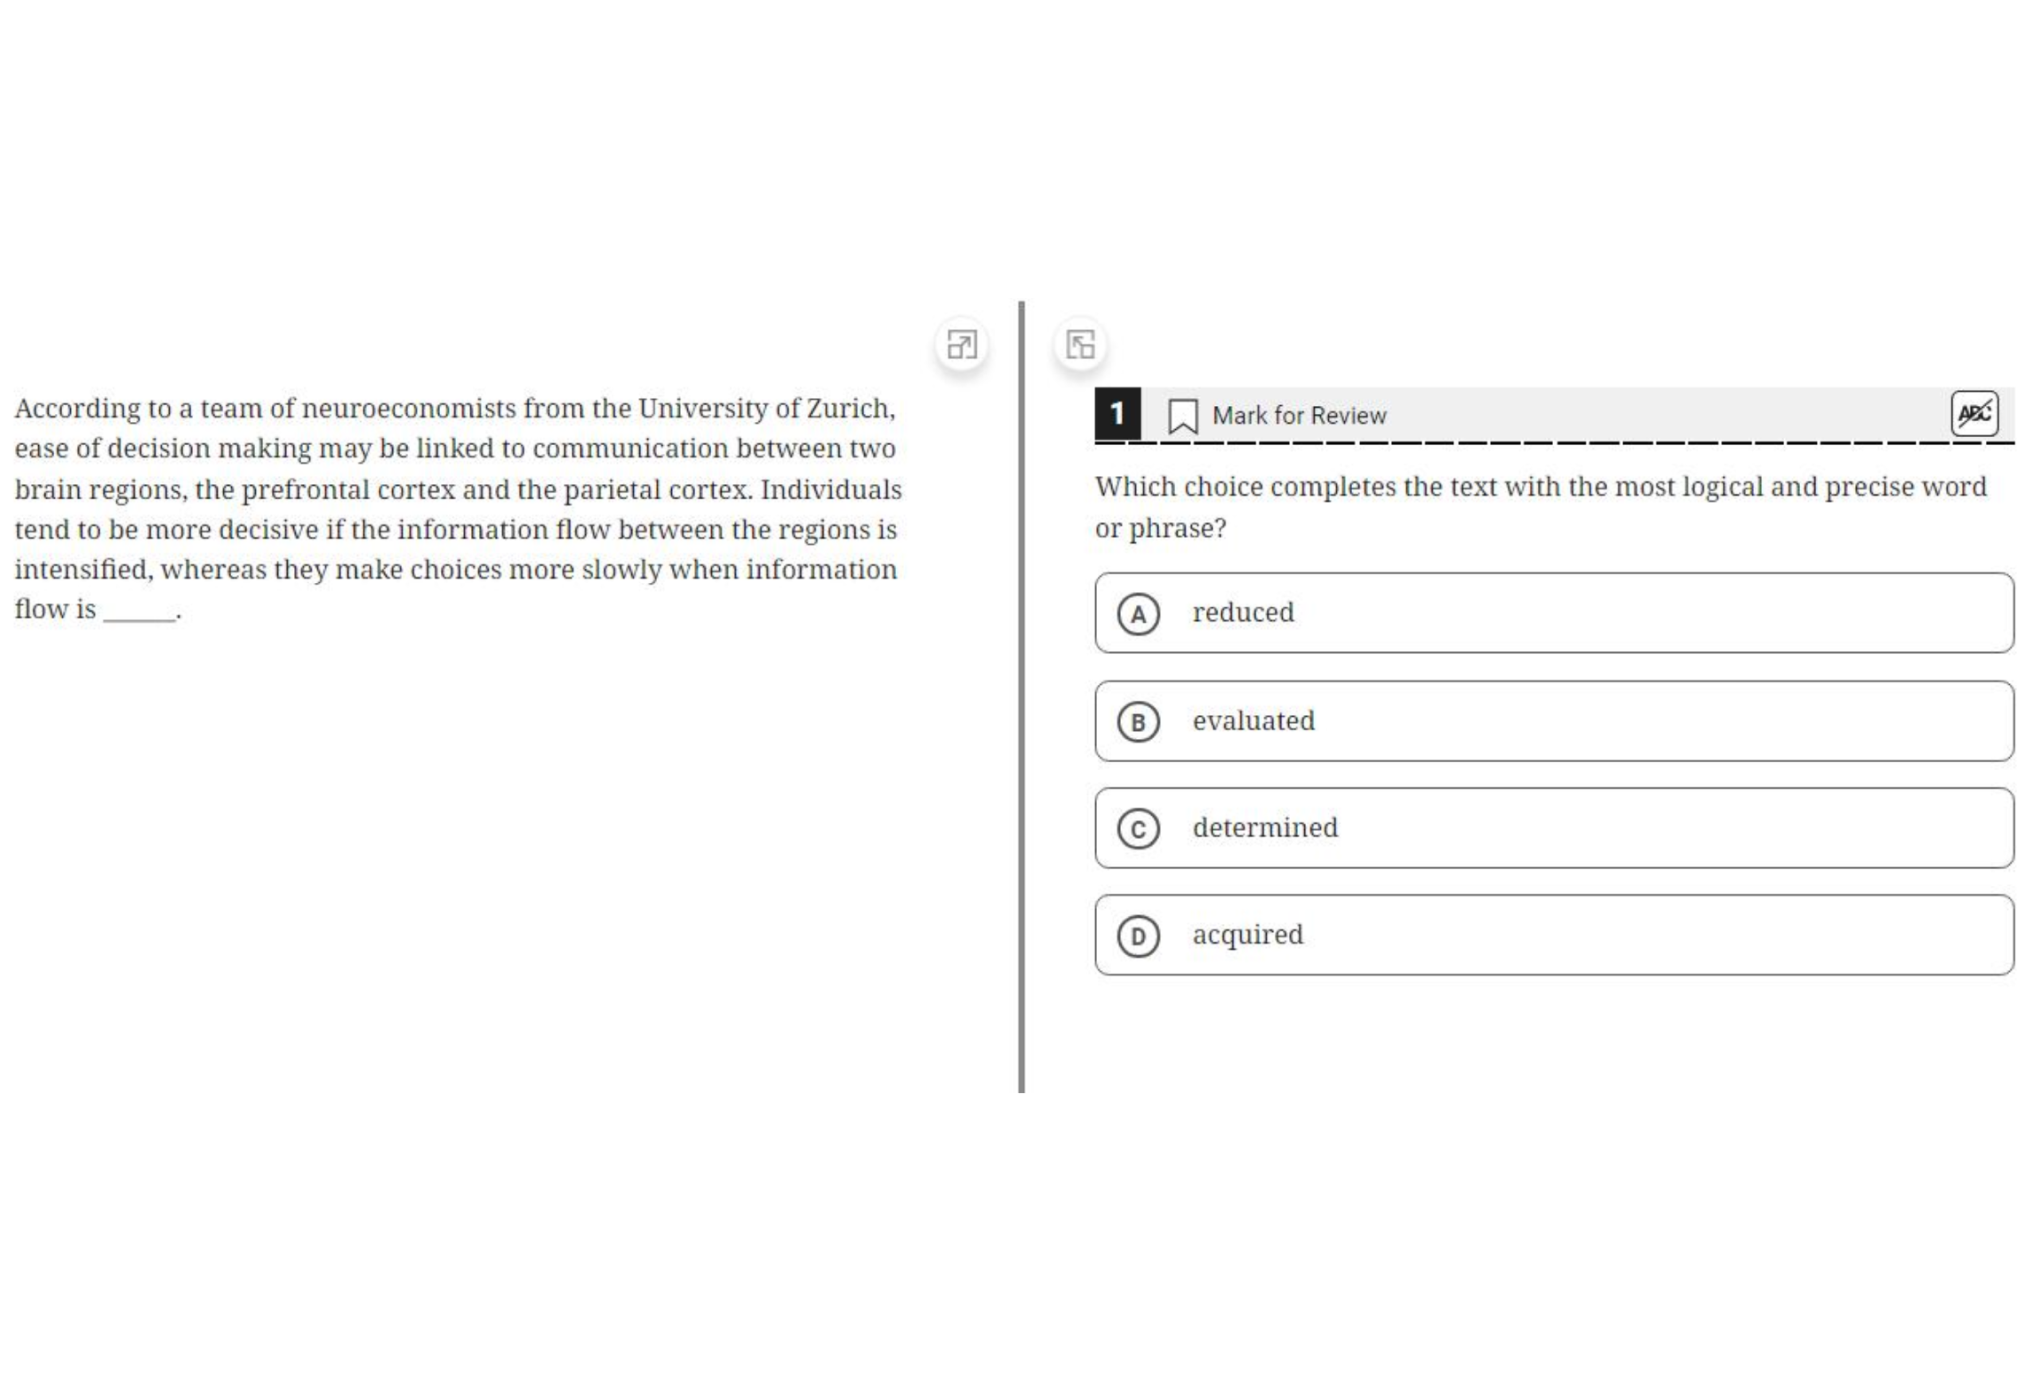 According to a team of neuroeconomists from the University of Zurich,
ease of decision making may be linked to communication between two
brain regions, the prefrontal cortex and the parietal cortex. Individuals
tend to be more decisive if the information flow between the regions is
intensified, whereas they make choices more slowly when information
flow is ______.
1 Mark for Review ABC
Which choice completes the text with the most logical and precise word
or phrase?
A reduced
B evaluated
C determined
D acquired